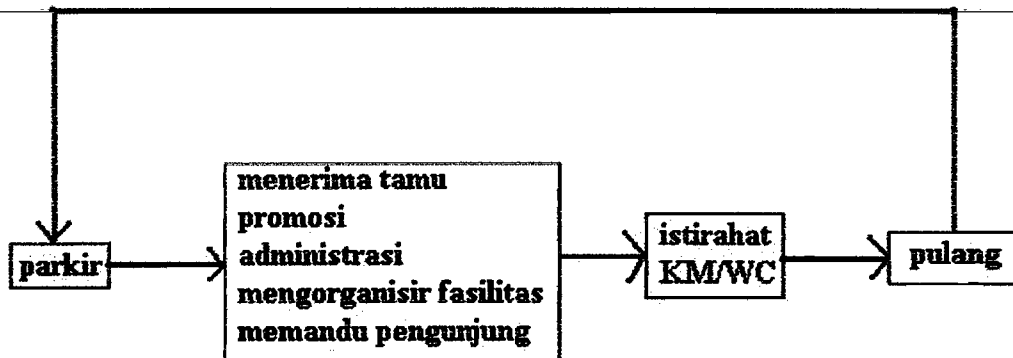 parkir
menerima tamu
promosi
administrasi
mengorganisir fasilitas
memandu pengunjung
istirahat
KM/WC
pulang